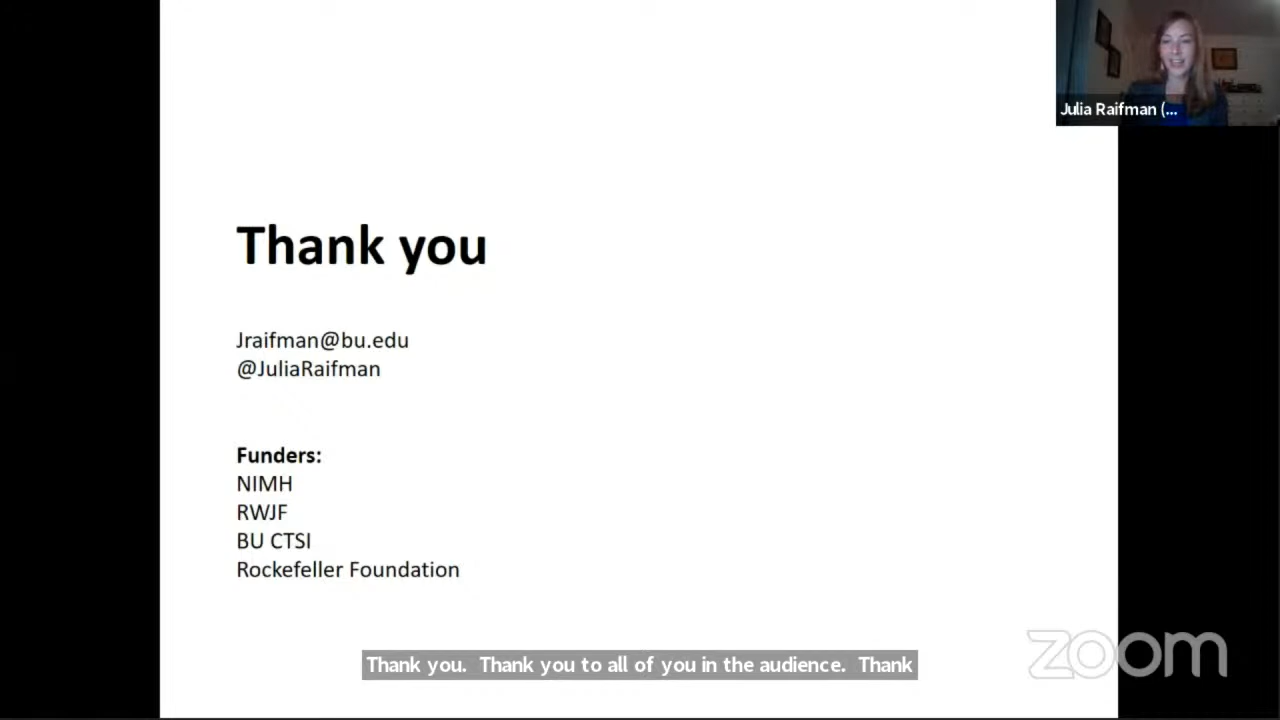 Julia Raifman (...
Thank you
Jraifman@bu.edu
@JuliaRaifman
Funders:
NIMH
RWJF
BU CTSI
Rockefeller Foundation
Thank you.  Thank you to all of you in the audience.  Thank
zoom